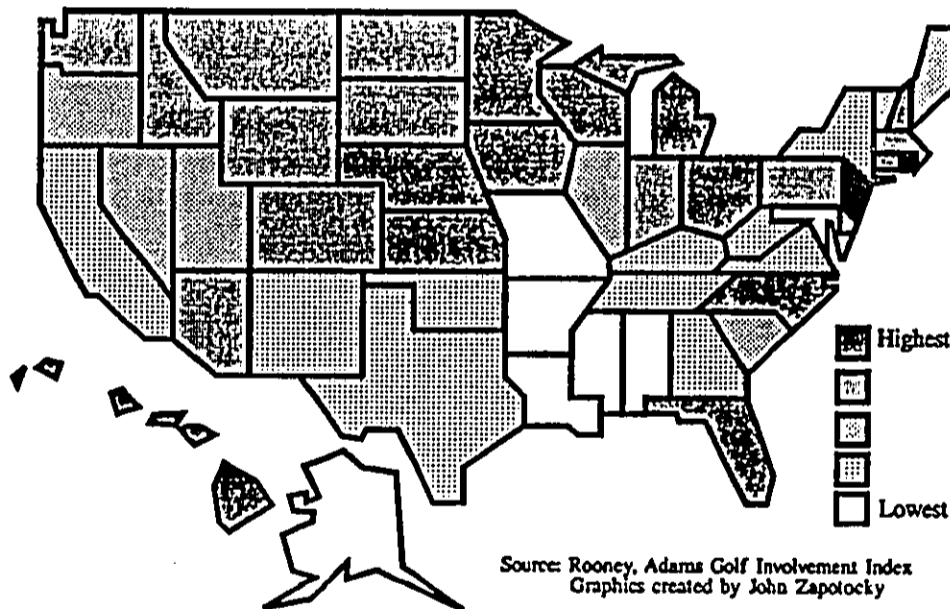 Highest
Lowest
Source: Rooney, Adams Golf Involvement Index
Graphics created by John Zapotocky